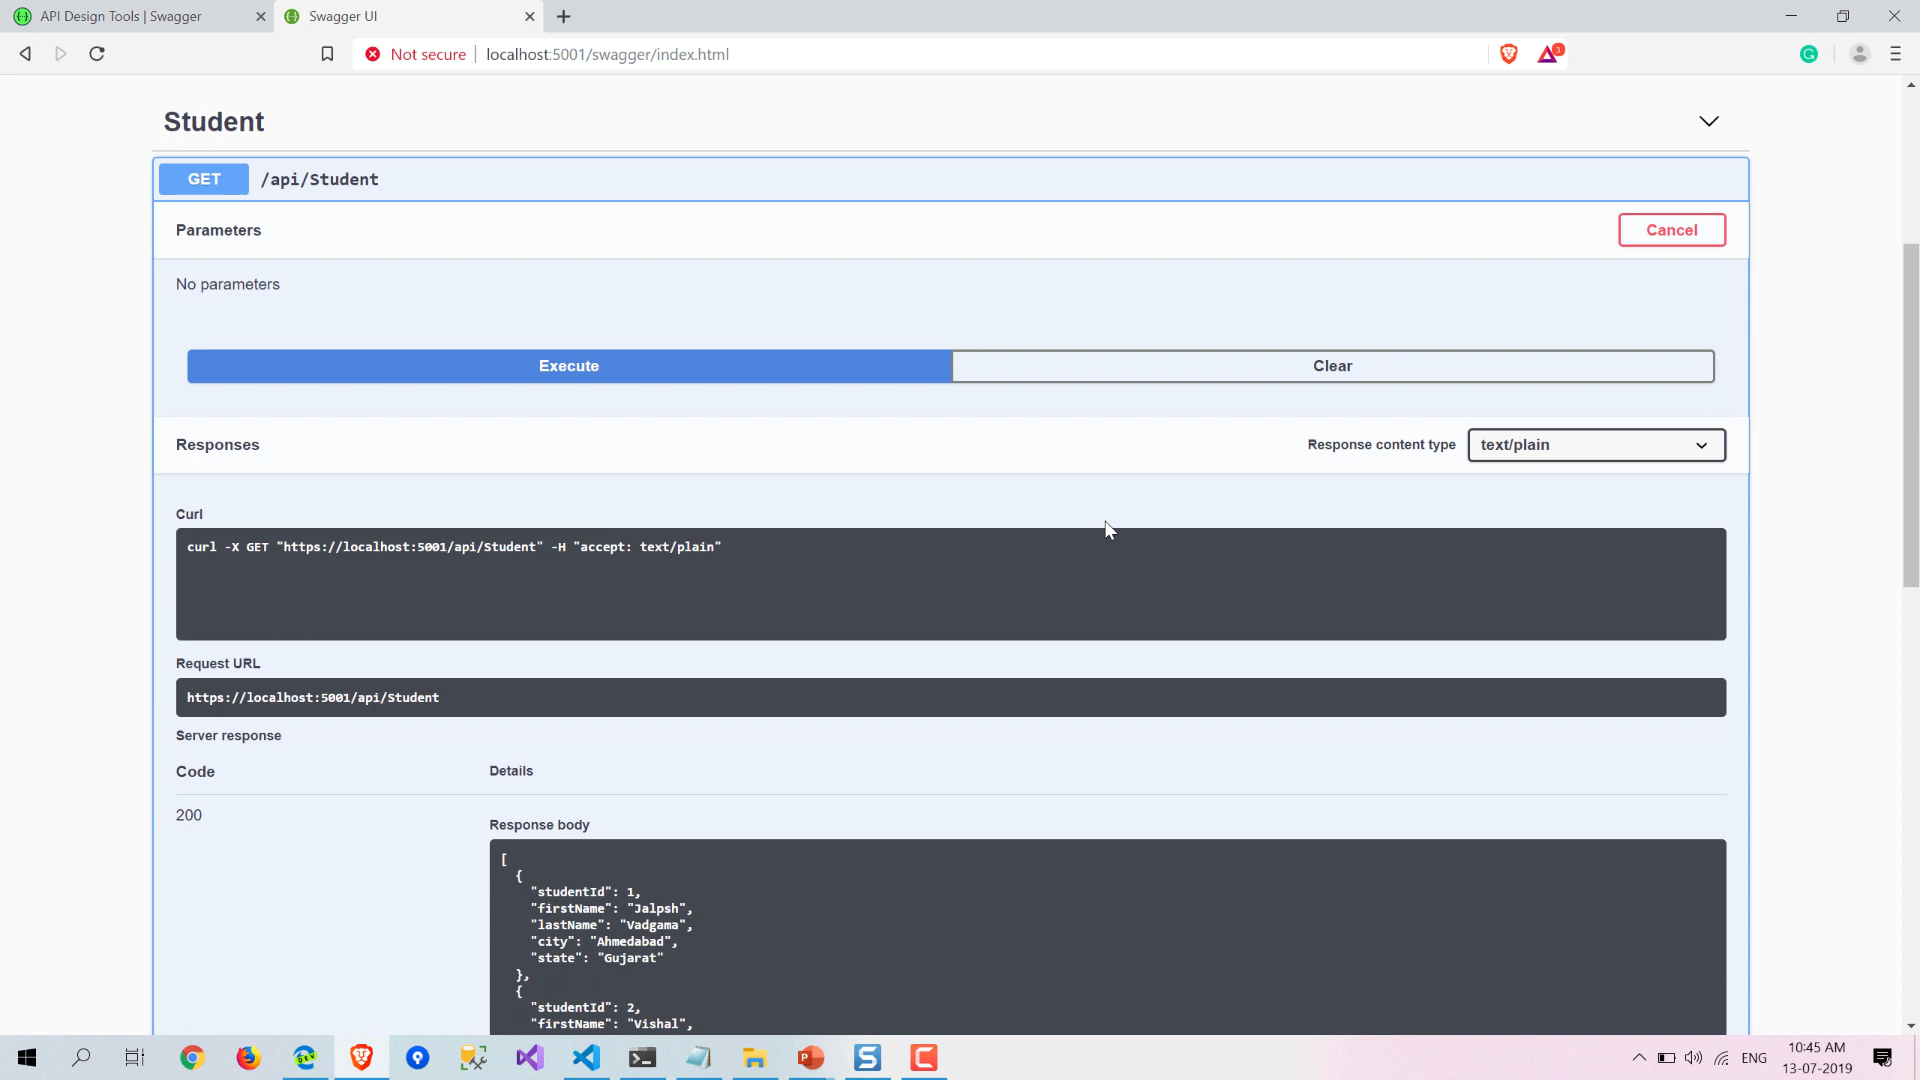 API Design Tools | Swagger
Swagger UI
Not secure
localhost:5001/swagger/index.html
3
Student
GET /api/Student
Parameters
Cancel
No parameters
Execute
Clear
Responses
Response content type
text/plain
Curl
curl -X GET "https://localhost:5001/api/Student" -H "accept: text/plain"
Request URL
https://localhost:5001/api/Student
Server response
Code
Details
200
Response body
[
{
"studentId": 1,
"firstName": "Jalpsh",
"lastName": "Vadgama",
"city": "Ahmedabad",
"state": "Gujarat"
},
{
"studentId": 2,
"firstName": "Vishal",
DEV
ENG
10:45 AM
13-07-2019